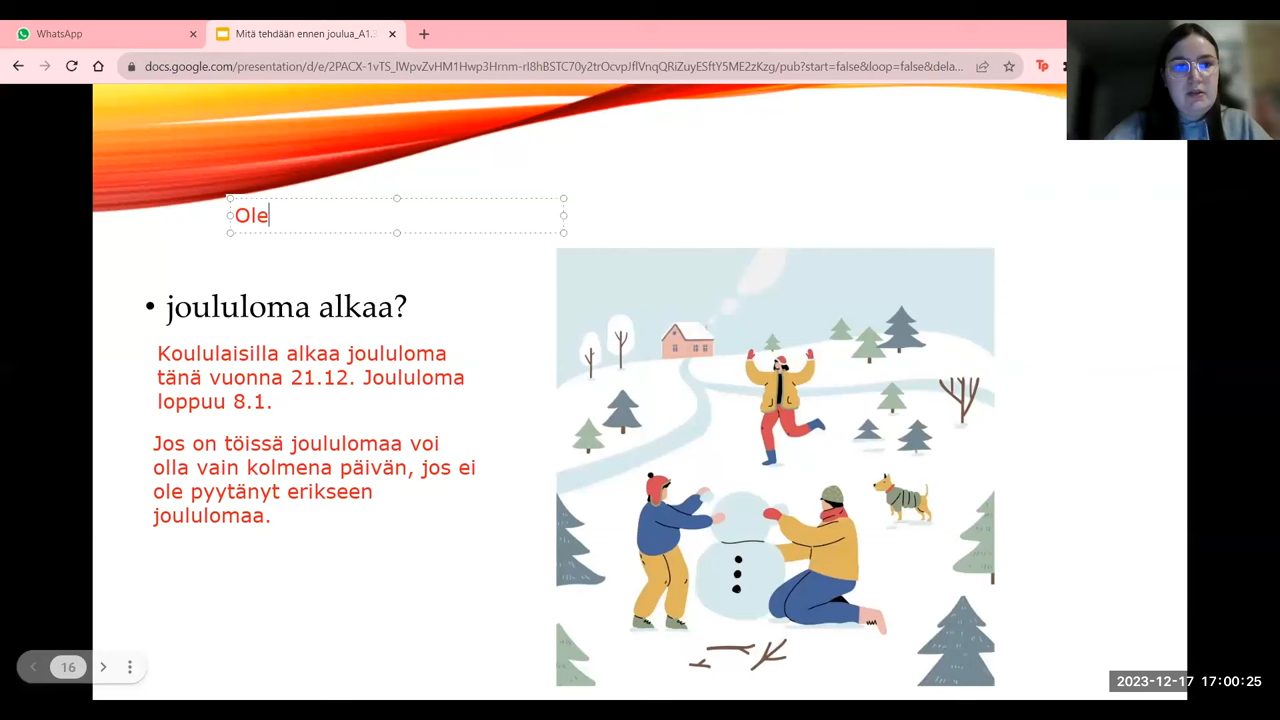 WhatsApp
Mitä tehdään ennen joulua_A1.
docs.google.com/presentation/d/e/2PACX-1vTS_lWpvZvHM1Hwp3Hmm-rI8hBSTC70y2trOcvpJflVnqQRiZuyESftY5ME2zKzg/pub?start=false&loop=false&dela...
Ole
• joululoma alkaa?
Koululaisilla alkaa joululoma
tänä vuonna 21.12. Joululoma
loppuu 8.1.
Jos on töissä joululomaa voi
olla vain kolmena päivän, jos ei
ole pyytänyt erikseen
joululomaa.
16
2023-12-17 17:00:25